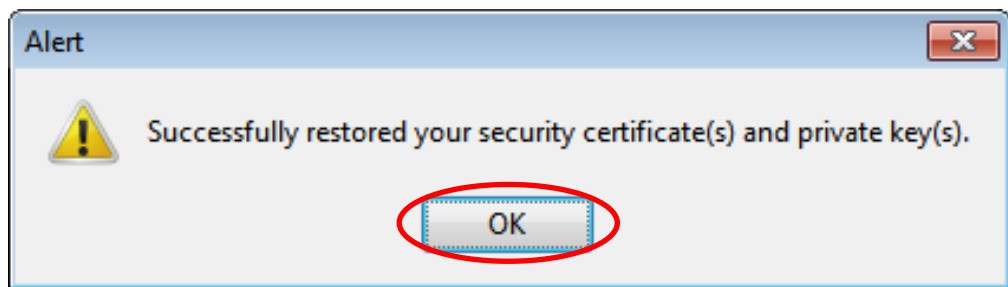 Alert
Successfully restored your security certificate(s) and private key(s).
OK